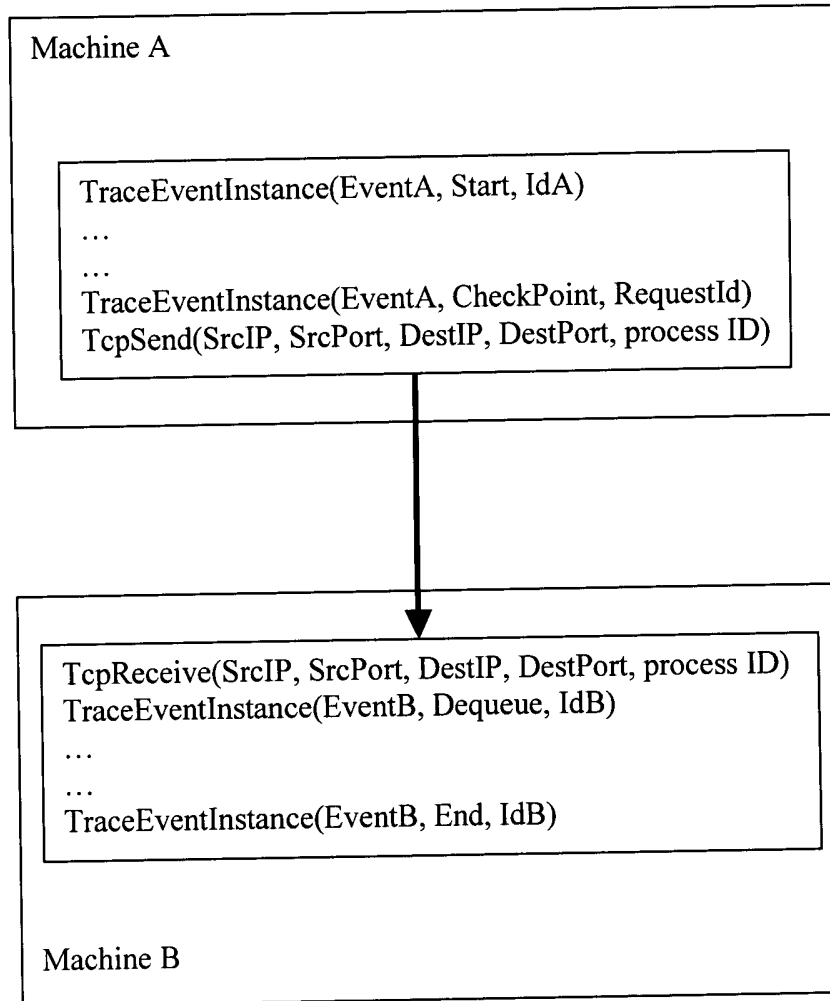 Machine A
TraceEventInstance(EventA, Start, IdA)
…
…
TraceEventInstance(EventA, CheckPoint, RequestId)
TcpSend(SrcIP, SrcPort, DestIP, DestPort, process ID)
TcpReceive(SrcIP, SrcPort, DestIP, DestPort, process ID)
TraceEventInstance(EventB, Dequeue, IdB)
…
…
TraceEventInstance(EventB, End, IdB)
Machine B